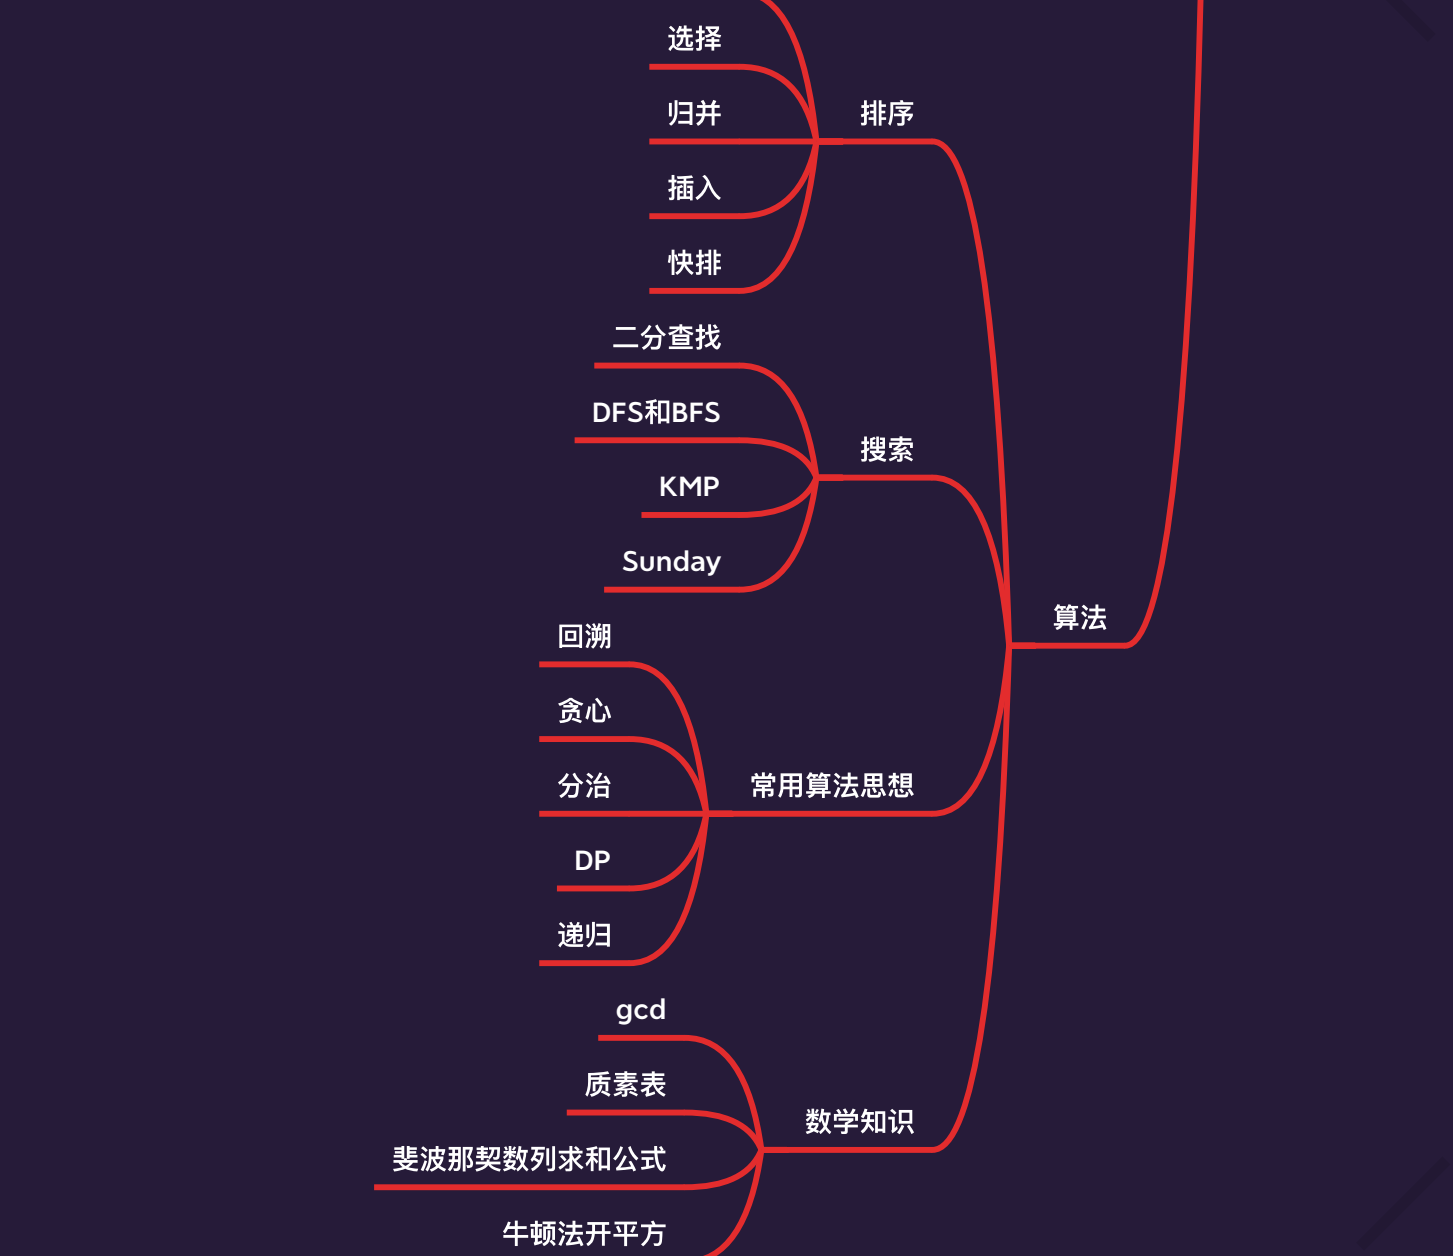 选择
归并
排序
插入
快排
二分查找
DFS和BFS
搜索
KMP
Sunday
算法
回溯
贪心
分治
常用算法思想
DP
递归
gcd
质素表
数学知识
斐波那契数列求和公式
牛顿法开平方